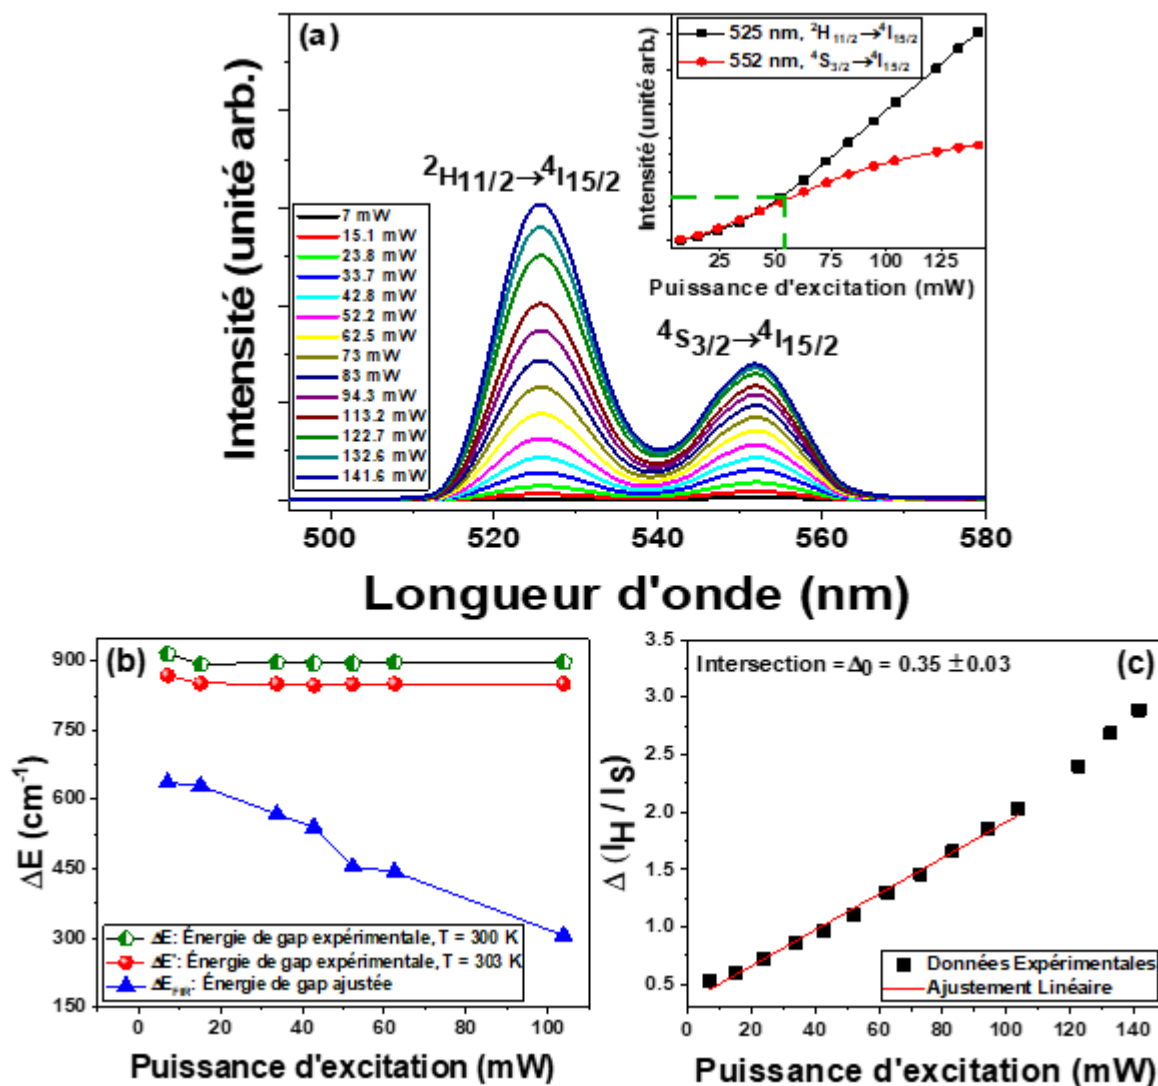 (a)
Intensité (unité arb.)
²H₁₁/₂→⁴I₁₅/₂
⁴S₃/₂→⁴I₁₅/₂
7 mW
15.1 mW
23.8 mW
33.7 mW
42.8 mW
52.2 mW
62.5 mW
73 mW
83 mW
94.3 mW
113.2 mW
122.7 mW
132.6 mW
141.6 mW
525 nm, ²H₁₁/₂→⁴I₁₅/₂
552 nm, ⁴S₃/₂→⁴I₁₅/₂
Intensité (unité arb.)
25 50 75 100 125
Puissance d'excitation (mW)
500 520 540 560 580
Longueur d'onde (nm)
(b)
ΔE (cm⁻¹)
900
750
600
450
300
150
ΔE: Énergie de gap expérimentale, T = 300 K
ΔE': Énergie de gap expérimentale, T = 303 K
ΔE_FIR: Énergie de gap ajustée
0 20 40 60 80 100
Puissance d'excitation (mW)
(c)
Intersection = Δ₀ = 0.35 ±0.03
Δ (I_H / I_S)
3.5
3.0
2.5
2.0
1.5
1.0
0.5
Données Expérimentales
Ajustement Linéaire
0 20 40 60 80 100 120 140
Puissance d'excitation (mW)